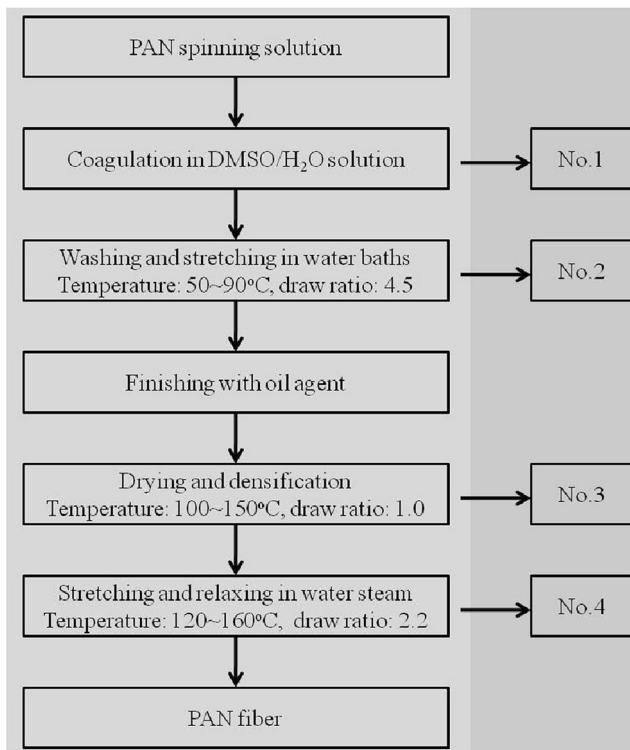 PAN spinning solution
Coagulation in DMSO/H₂O solution
No.1
Washing and stretching in water baths
Temperature: 50~90°C, draw ratio: 4.5
No.2
Finishing with oil agent
Drying and densification
Temperature: 100~150°C, draw ratio: 1.0
No.3
Stretching and relaxing in water steam
Temperature: 120~160°C, draw ratio: 2.2
No.4
PAN fiber